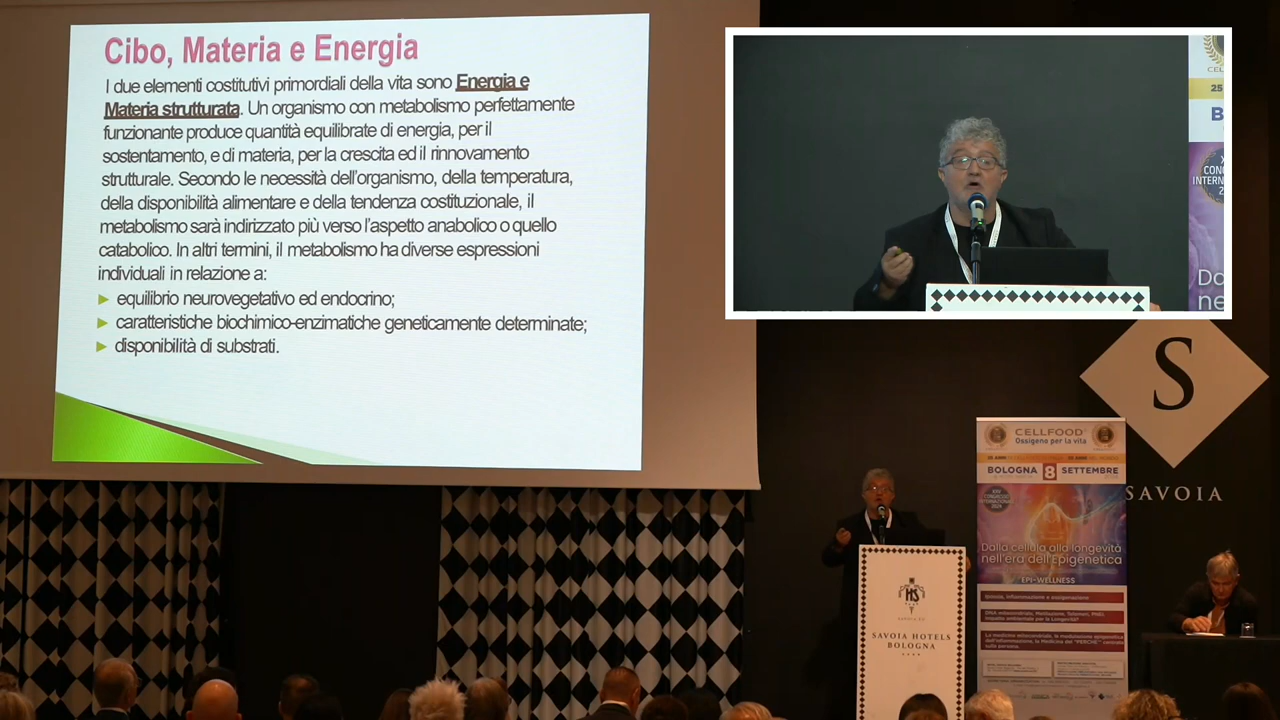 Cibo, Materia e Energia
I due elementi costitutivi primordiali della vita sono Energia e
Materia strutturata. Un organismo con metabolismo perfettamente
funzionante produce quantità equilibrate di energia, per il
sostentamento, e di materia, per la crescita ed il rinnovamento
strutturale. Secondo le necessità dell'organismo, della temperatura,
della disponibilità alimentare e della tendenza costituzionale, il
metabolismo sarà indirizzato più verso l'aspetto anabolico o quello
catabolico. In altri termini, il metabolismo ha diverse espressioni
individuali in relazione a:
equilibrio neurovegetativo ed endocrino;
caratteristiche biochimico-enzimatiche geneticamente determinate;
disponibilità di substrati.
S
SAVOIA
CELLFOOD
Ossigeno per la vita
BOLOGNA 8 SETTEMBRE
Dalla cellula alla longevità
nell'era dell'Epigenetica
EPI-WELLNESS
HS
SAVOIA HOTELS
BOLOGNA